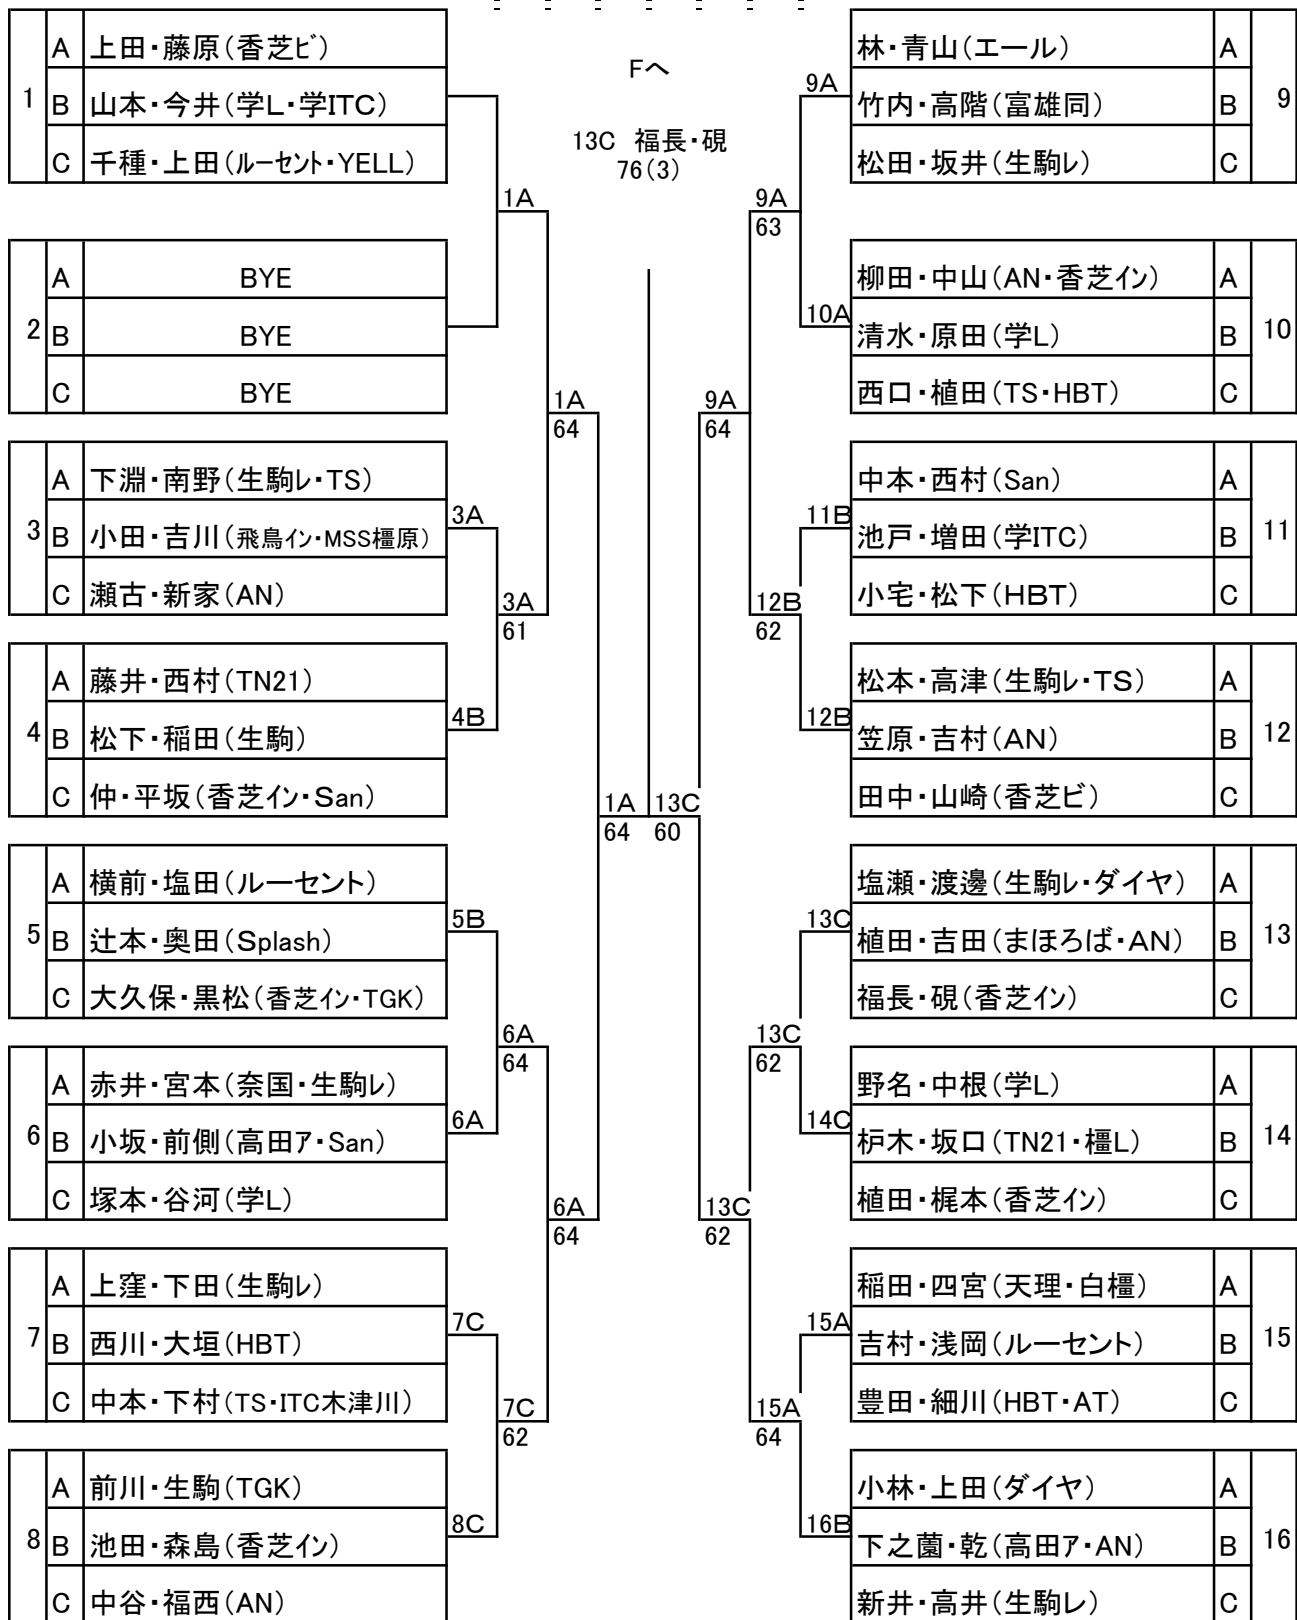 Fへ
13C 福長・硯
76(3)
1
A 上田・藤原(香芝ビ)
B 山本・今井(学L・学ITC)
C 千種・上田(ルーセント・YELL)
1A
2
A BYE
B BYE
C BYE
1A
64
3
A 下淵・南野(生駒レ・TS)
B 小田・吉川(飛鳥イン・MSS橿原)
C 瀬古・新家(AN)
3A
3A
61
4
A 藤井・西村(TN21)
B 松下・稲田(生駒)
C 仲・平坂(香芝イン・San)
4B
1A
64
5
A 横前・塩田(ルーセント)
B 辻本・奥田(Splash)
C 大久保・黒松(香芝イン・TGK)
5B
6A
64
6
A 赤井・宮本(奈国・生駒レ)
B 小坂・前側(高田ア・San)
C 塚本・谷河(学L)
6A
6A
64
7
A 上窪・下田(生駒レ)
B 西川・大垣(HBT)
C 中本・下村(TS・ITC木津川)
7C
7C
62
8
A 前川・生駒(TGK)
B 池田・森島(香芝イン)
C 中谷・福西(AN)
8C
9
林・青山(エール) A
竹内・高階(富雄同) B
松田・坂井(生駒レ) C
9A
9A
63
10
柳田・中山(AN・香芝イン) A
清水・原田(学L) B
西口・植田(TS・HBT) C
10A
9A
64
11
中本・西村(San) A
池戸・増田(学ITC) B
小宅・松下(HBT) C
11B
12B
62
12
松本・高津(生駒レ・TS) A
笠原・吉村(AN) B
田中・山崎(香芝ビ) C
12B
13C
60
13
塩瀬・渡邊(生駒レ・ダイヤ) A
植田・吉田(まほろば・AN) B
福長・硯(香芝イン) C
13C
13C
62
14
野名・中根(学L) A
枦木・坂口(TN21・橿L) B
植田・梶本(香芝イン) C
14C
13C
62
15
稲田・四宮(天理・白橿) A
吉村・浅岡(ルーセント) B
豊田・細川(HBT・AT) C
15A
15A
64
16
小林・上田(ダイヤ) A
下之薗・乾(高田ア・AN) B
新井・高井(生駒レ) C
16B